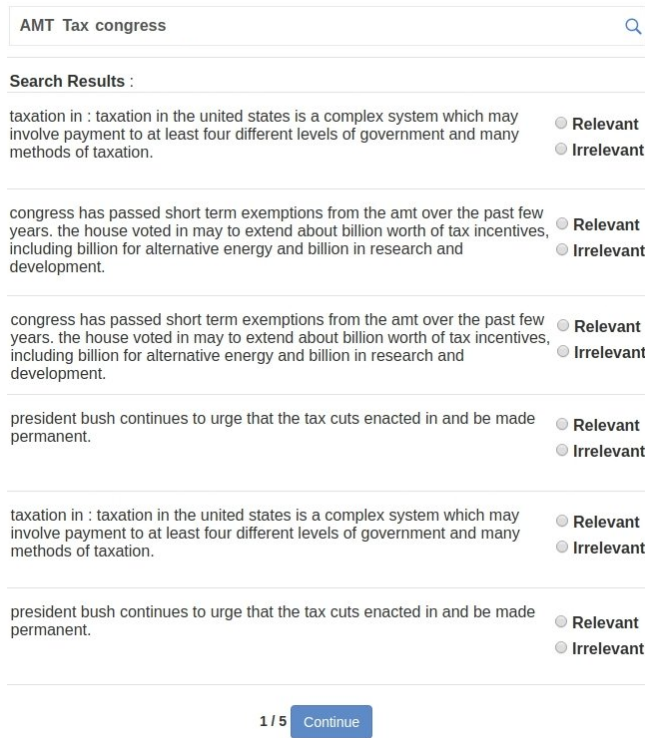 AMT Tax congress
Search Results :
taxation in : taxation in the united states is a complex system which may
involve payment to at least four different levels of government and many
methods of taxation.
Relevant
Irrelevant
congress has passed short term exemptions from the amt over the past few
years. the house voted in may to extend about billion worth of tax incentives,
including billion for alternative energy and billion in research and
development.
Relevant
Irrelevant
congress has passed short term exemptions from the amt over the past few
years. the house voted in may to extend about billion worth of tax incentives,
including billion for alternative energy and billion in research and
development.
Relevant
Irrelevant
president bush continues to urge that the tax cuts enacted in and be made
permanent.
Relevant
Irrelevant
taxation in : taxation in the united states is a complex system which may
involve payment to at least four different levels of government and many
methods of taxation.
Relevant
Irrelevant
president bush continues to urge that the tax cuts enacted in and be made
permanent.
Relevant
Irrelevant
1 / 5 Continue